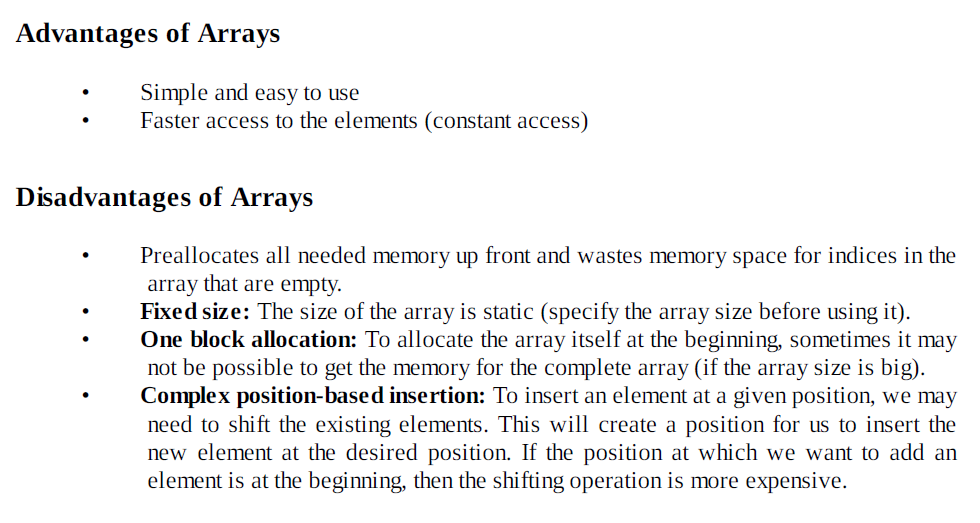 Advantages of Arrays
• Simple and easy to use
• Faster access to the elements (constant access)
Disadvantages of Arrays
• Preallocates all needed memory up front and wastes memory space for indices in the
array that are empty.
• Fixed size: The size of the array is static (specify the array size before using it).
• One block allocation: To allocate the array itself at the beginning, sometimes it may
not be possible to get the memory for the complete array (if the array size is big).
• Complex position-based insertion: To insert an element at a given position, we may
need to shift the existing elements. This will create a position for us to insert the
new element at the desired position. If the position at which we want to add an
element is at the beginning, then the shifting operation is more expensive.